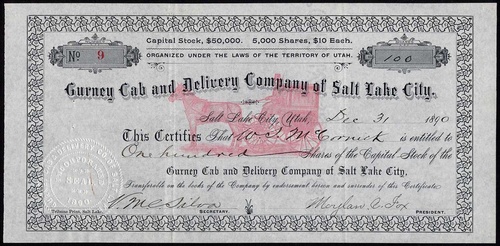 Capital Stock, $50,000. 5,000 Shares, $10 Each.
ORGANIZED UNDER THE LAWS OF THE TERRITORY OF UTAH.
No 9
100
Gurney Cab and Delivery Company of Salt Lake City.
Salt Lake City, Utah, Dec 31 1890
This Certifies That W. S. McCornick is entitled to
One hundred Shares of the Capital Stock of the
Gurney Cab and Delivery Company of Salt Lake City.
Transferable on the books of the Company by endorsement hereon and surrender of this Certificate.
SECRETARY.
PRESIDENT.
Tribune Print, Salt Lake.